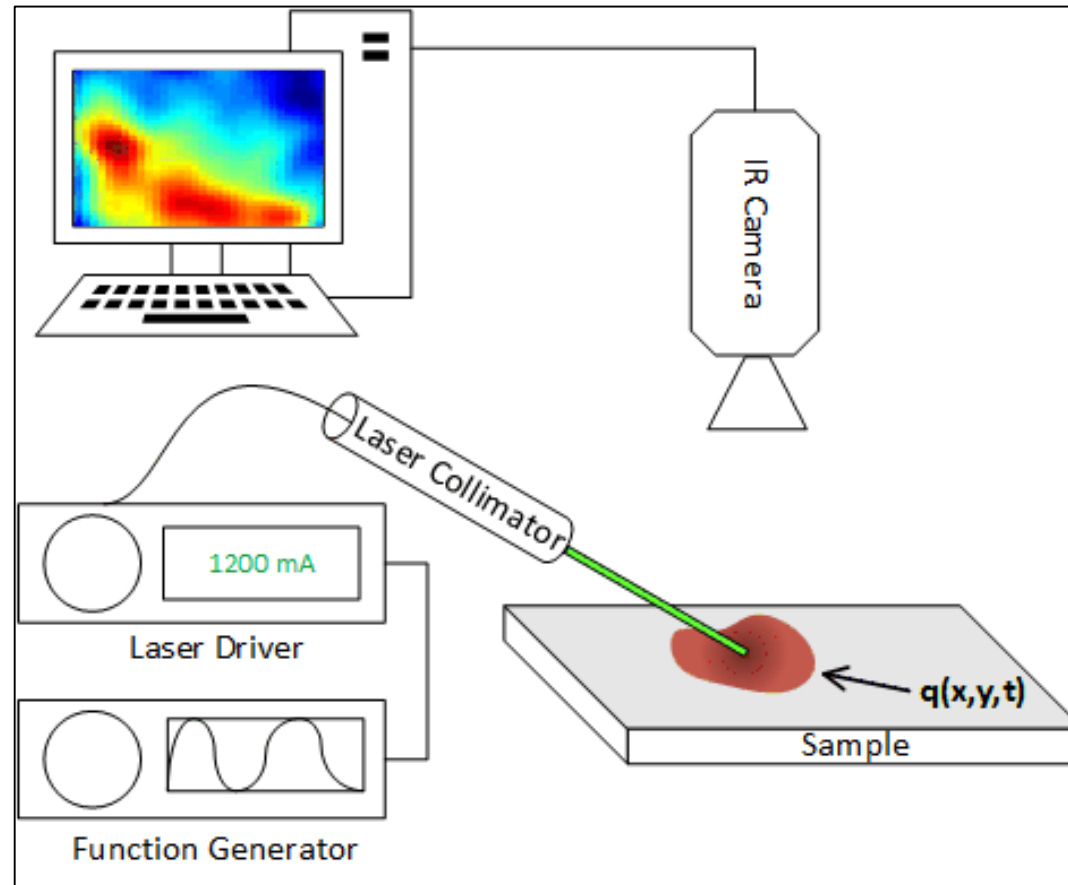 IR Camera
Laser Collimator
1200 mA
Laser Driver
q(x,y,t)
Sample
Function Generator